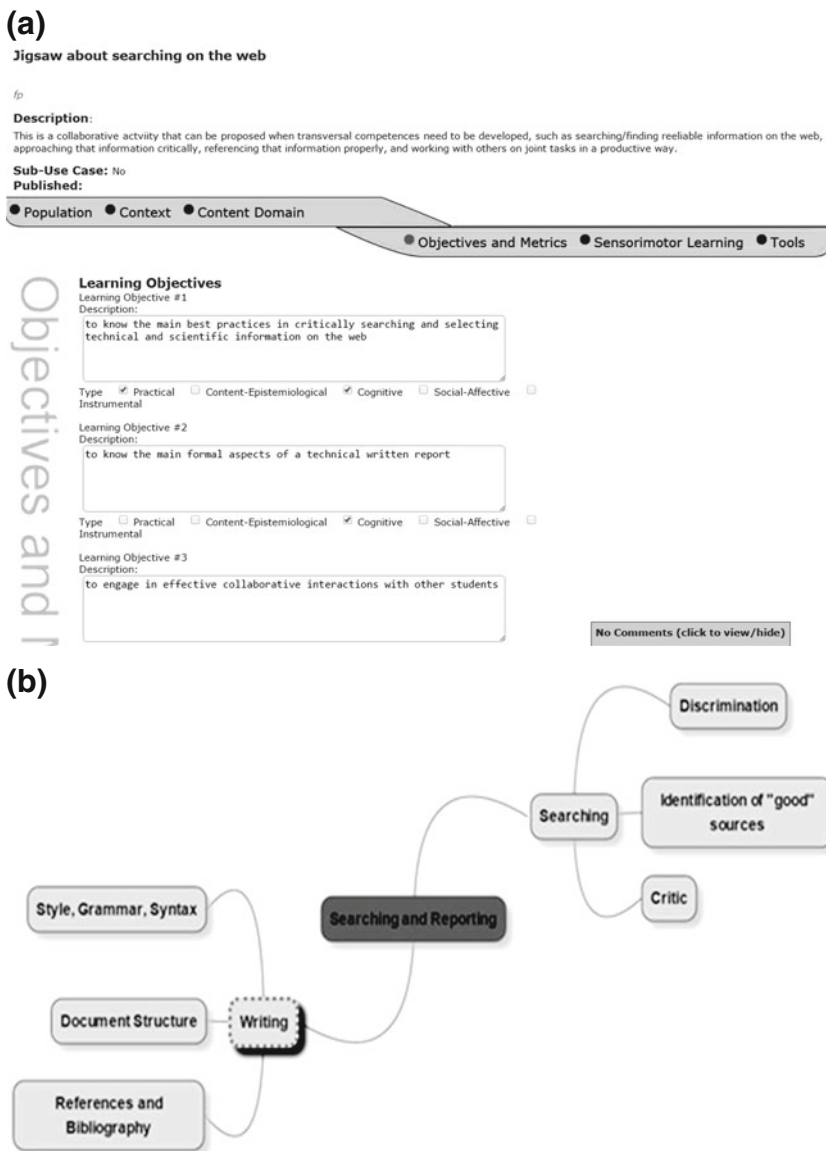 (a)
Jigsaw about searching on the web
fp
Description:
This is a collaborative actviity that can be proposed when transversal competences need to be developed, such as searching/finding reeliable information on the web,
approaching that information critically, referencing that information properly, and working with others on joint tasks in a productive way.
Sub-Use Case: No
Published:
Population Context Content Domain
Objectives and Metrics Sensorimotor Learning Tools
Objectives and M
Learning Objectives
Learning Objective #1
Description:
to know the main best practices in critically searching and selecting
technical and scientific information on the web
Type Practical Content-Epistemiological Cognitive Social-Affective
Instrumental
Learning Objective #2
Description:
to know the main formal aspects of a technical written report
Type Practical Content-Epistemiological Cognitive Social-Affective
Instrumental
Learning Objective #3
Description:
to engage in effective collaborative interactions with other students
No Comments (click to view/hide)
(b)
Discrimination
Searching
Identification of "good"
sources
Critic
Searching and Reporting
Style, Grammar, Syntax
Document Structure
Writing
References and
Bibliography